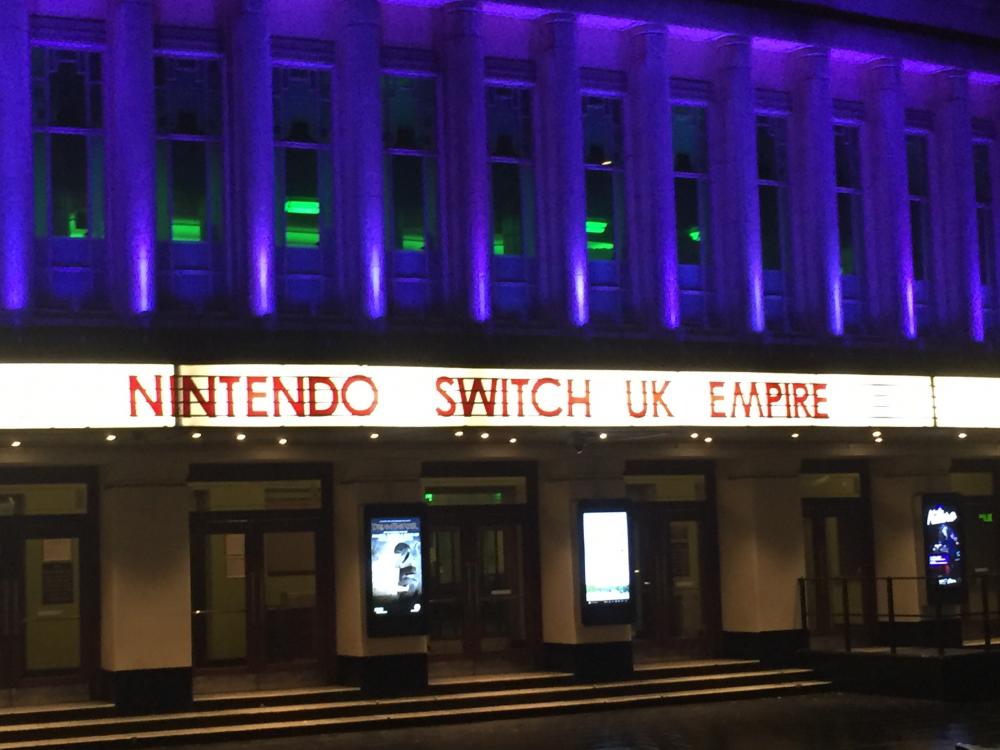 NINTENDO SWITCH UK EMPIRE